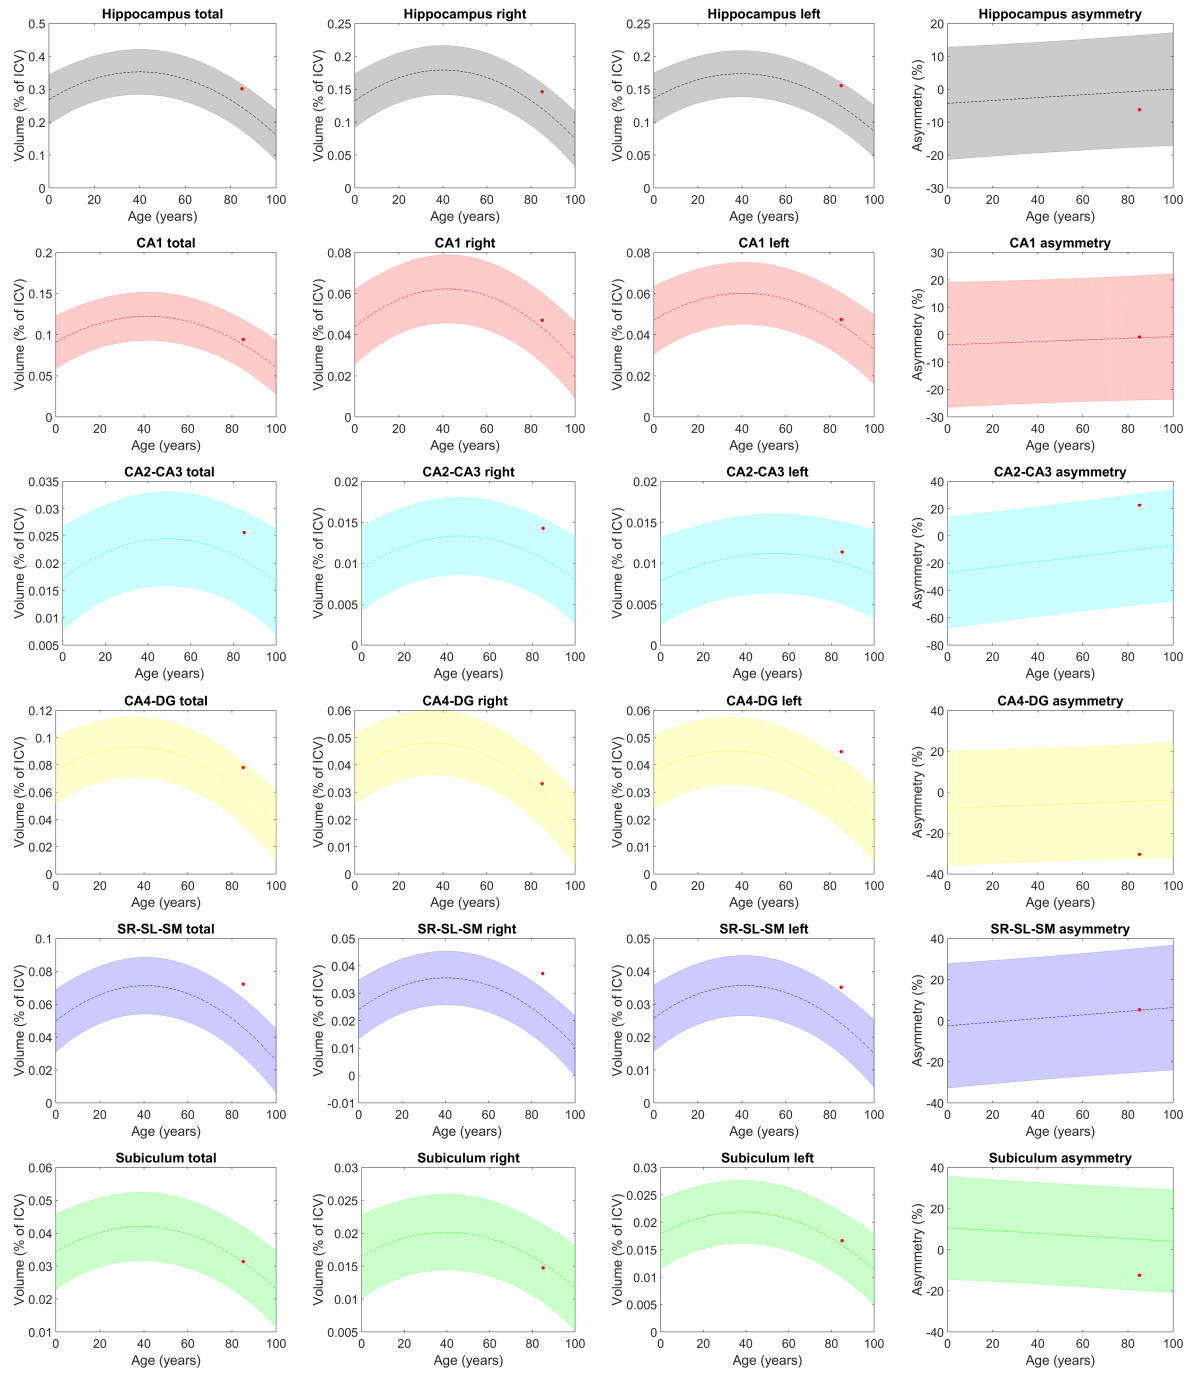 Hippocampus total
Volume (% of ICV)
0.5
0.4
0.3
0.2
0.1
0
0 20 40 60 80 100
Age (years)
Hippocampus right
Volume (% of ICV)
0.25
0.2
0.15
0.1
0.05
0
0 20 40 60 80 100
Age (years)
Hippocampus left
Volume (% of ICV)
0.25
0.2
0.15
0.1
0.05
0
0 20 40 60 80 100
Age (years)
Hippocampus asymmetry
Asymmetry (%)
20
10
0
-10
-20
-30
0 20 40 60 80 100
Age (years)
CA1 total
Volume (% of ICV)
0.2
0.15
0.1
0.05
0
0 20 40 60 80 100
Age (years)
CA1 right
Volume (% of ICV)
0.08
0.06
0.04
0.02
0
0 20 40 60 80 100
Age (years)
CA1 left
Volume (% of ICV)
0.08
0.06
0.04
0.02
0
0 20 40 60 80 100
Age (years)
CA1 asymmetry
Asymmetry (%)
30
20
10
0
-10
-20
-30
0 20 40 60 80 100
Age (years)
CA2-CA3 total
Volume (% of ICV)
0.035
0.03
0.025
0.02
0.015
0.01
0.005
0 20 40 60 80 100
Age (years)
CA2-CA3 right
Volume (% of ICV)
0.02
0.015
0.01
0.005
0
0 20 40 60 80 100
Age (years)
CA2-CA3 left
Volume (% of ICV)
0.02
0.015
0.01
0.005
0
0 20 40 60 80 100
Age (years)
CA2-CA3 asymmetry
Asymmetry (%)
40
20
0
-20
-40
-60
-80
0 20 40 60 80 100
Age (years)
CA4-DG total
Volume (% of ICV)
0.12
0.1
0.08
0.06
0.04
0.02
0
0 20 40 60 80 100
Age (years)
CA4-DG right
Volume (% of ICV)
0.06
0.05
0.04
0.03
0.02
0.01
0
0 20 40 60 80 100
Age (years)
CA4-DG left
Volume (% of ICV)
0.06
0.05
0.04
0.03
0.02
0.01
0
0 20 40 60 80 100
Age (years)
CA4-DG asymmetry
Asymmetry (%)
40
20
0
-20
-40
0 20 40 60 80 100
Age (years)
SR-SL-SM total
Volume (% of ICV)
0.1
0.08
0.06
0.04
0.02
0
0 20 40 60 80 100
Age (years)
SR-SL-SM right
Volume (% of ICV)
0.05
0.04
0.03
0.02
0.01
0
-0.01
0 20 40 60 80 100
Age (years)
SR-SL-SM left
Volume (% of ICV)
0.05
0.04
0.03
0.02
0.01
0
0 20 40 60 80 100
Age (years)
SR-SL-SM asymmetry
Asymmetry (%)
40
20
0
-20
-40
0 20 40 60 80 100
Age (years)
Subiculum total
Volume (% of ICV)
0.06
0.05
0.04
0.03
0.02
0.01
0 20 40 60 80 100
Age (years)
Subiculum right
Volume (% of ICV)
0.03
0.025
0.02
0.015
0.01
0.005
0 20 40 60 80 100
Age (years)
Subiculum left
Volume (% of ICV)
0.03
0.025
0.02
0.015
0.01
0.005
0
0 20 40 60 80 100
Age (years)
Subiculum asymmetry
Asymmetry (%)
40
20
0
-20
-40
0 20 40 60 80 100
Age (years)